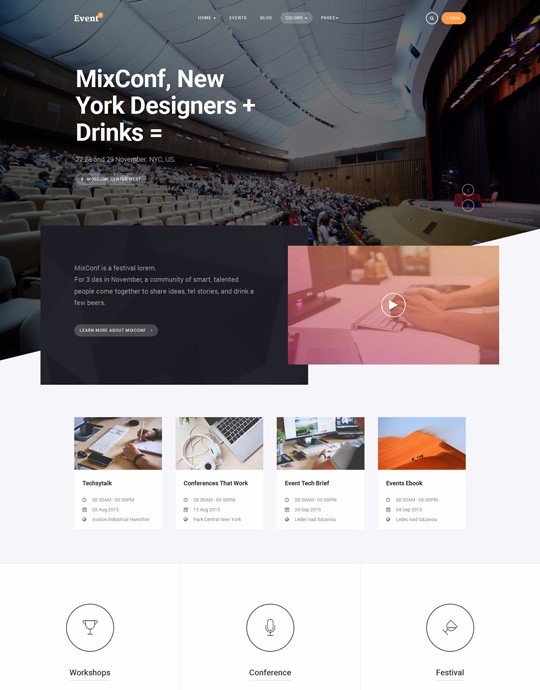 Event
HOME
EVENTS
BLOG
COLORS
PAGES
LOGIN
MixConf, New
York Designers +
Drinks =
27.28 and 29 November, NYC, US.
MOSCONE CENTER WEST
MixConf is a festival lorem.
For 3 das in November, a community of smart, talented
people come together to share ideas, tel stories, and drink a
few beers.
LEARN MORE ABOUT MIXCONF
Techsytalk
08:00AM - 05:00PM
28 Aug 2015
Avalon Industrial Hamilton
Conferences That Work
08:00AM - 05:00PM
13 Aug 2015
Park Central New York
Event Tech Brief
08:00AM - 05:00PM
24 Sep 2015
Ledec nad Sazavou
Events Ebook
08:00AM - 05:00PM
24 Sep 2015
Ledec nad Sazavou
Workshops
Conference
Festival